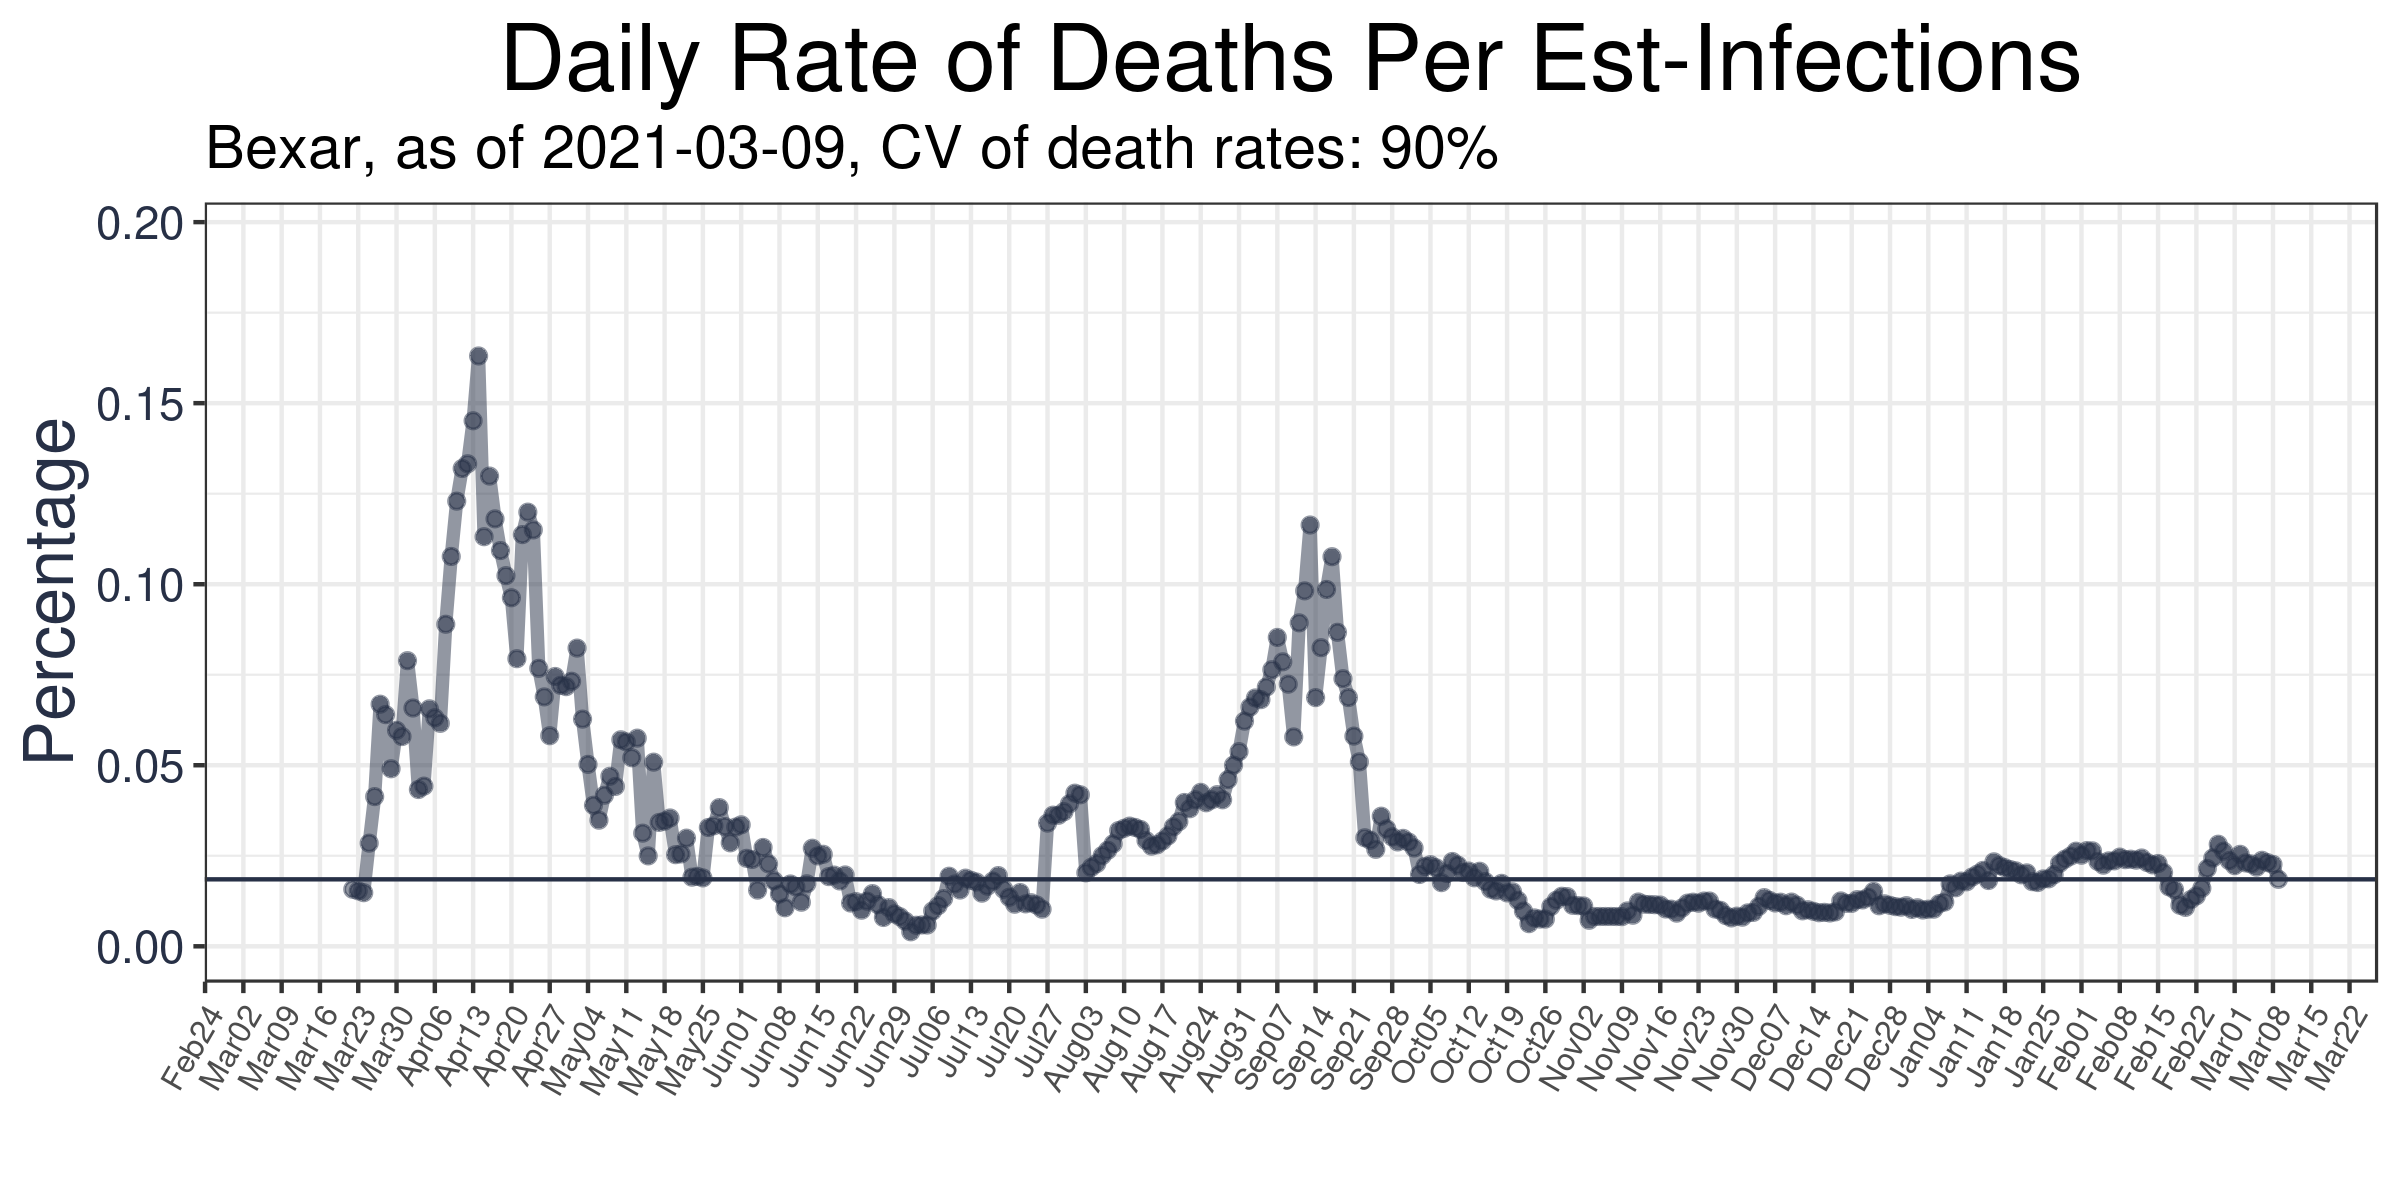 Daily Rate of Deaths Per Est-Infections
Bexar, as of 2021-03-09, CV of death rates: 90%
Percentage
0.20
0.15
0.10
0.05
0.00
Feb24
Mar02
Mar09
Mar16
Mar23
Mar30
Apr06
Apr13
Apr20
Apr27
May04
May11
May18
May25
Jun01
Jun08
Jun15
Jun22
Jun29
Jul06
Jul13
Jul20
Jul27
Aug03
Aug10
Aug17
Aug24
Aug31
Sep07
Sep14
Sep21
Sep28
Oct05
Oct12
Oct19
Oct26
Nov02
Nov09
Nov16
Nov23
Nov30
Dec07
Dec14
Dec21
Dec28
Jan04
Jan11
Jan18
Jan25
Feb01
Feb08
Feb15
Feb22
Mar01
Mar08
Mar15
Mar22